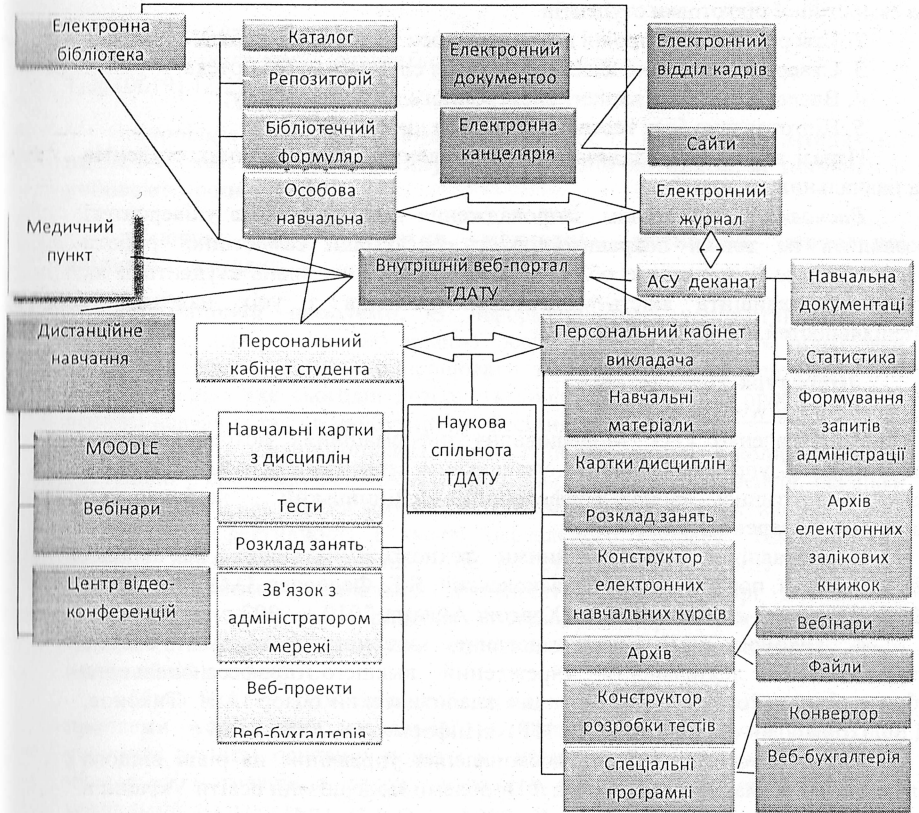 Електронна
бібліотека
Каталог
Репозиторій
Бібліотечний
формуляр
Особова
навчальна
Електронний
документоо
Електронна
канцелярія
Електронний
відділ кадрів
Сайти
Електронний
журнал
Медичний
пункт
Внутрішній веб-портал
ТДАТУ
АСУ деканат
Навчальна
документаці
Статистика
Формування
запитів
адміністрації
Архів
електронних
залікових
книжок
Дистанційне
навчання
MOODLE
Вебінари
Центр відео-
конференцій
Персональний
кабінет студента
Навчальні картки
з дисциплін
Тести
Розклад занять
Зв'язок з
адміністратором
мережі
Веб-проекти
Веб-бухгалтерія
Наукова
спільнота
ТДАТУ
Персональний кабінет
викладача
Навчальні
матеріали
Картки дисциплін
Розклад занять
Конструктор
електронних
навчальних курсів
Архів
Вебінари
Файли
Конструктор
розробки тестів
Спеціальні
програмні
Конвертор
Веб-бухгалтерія